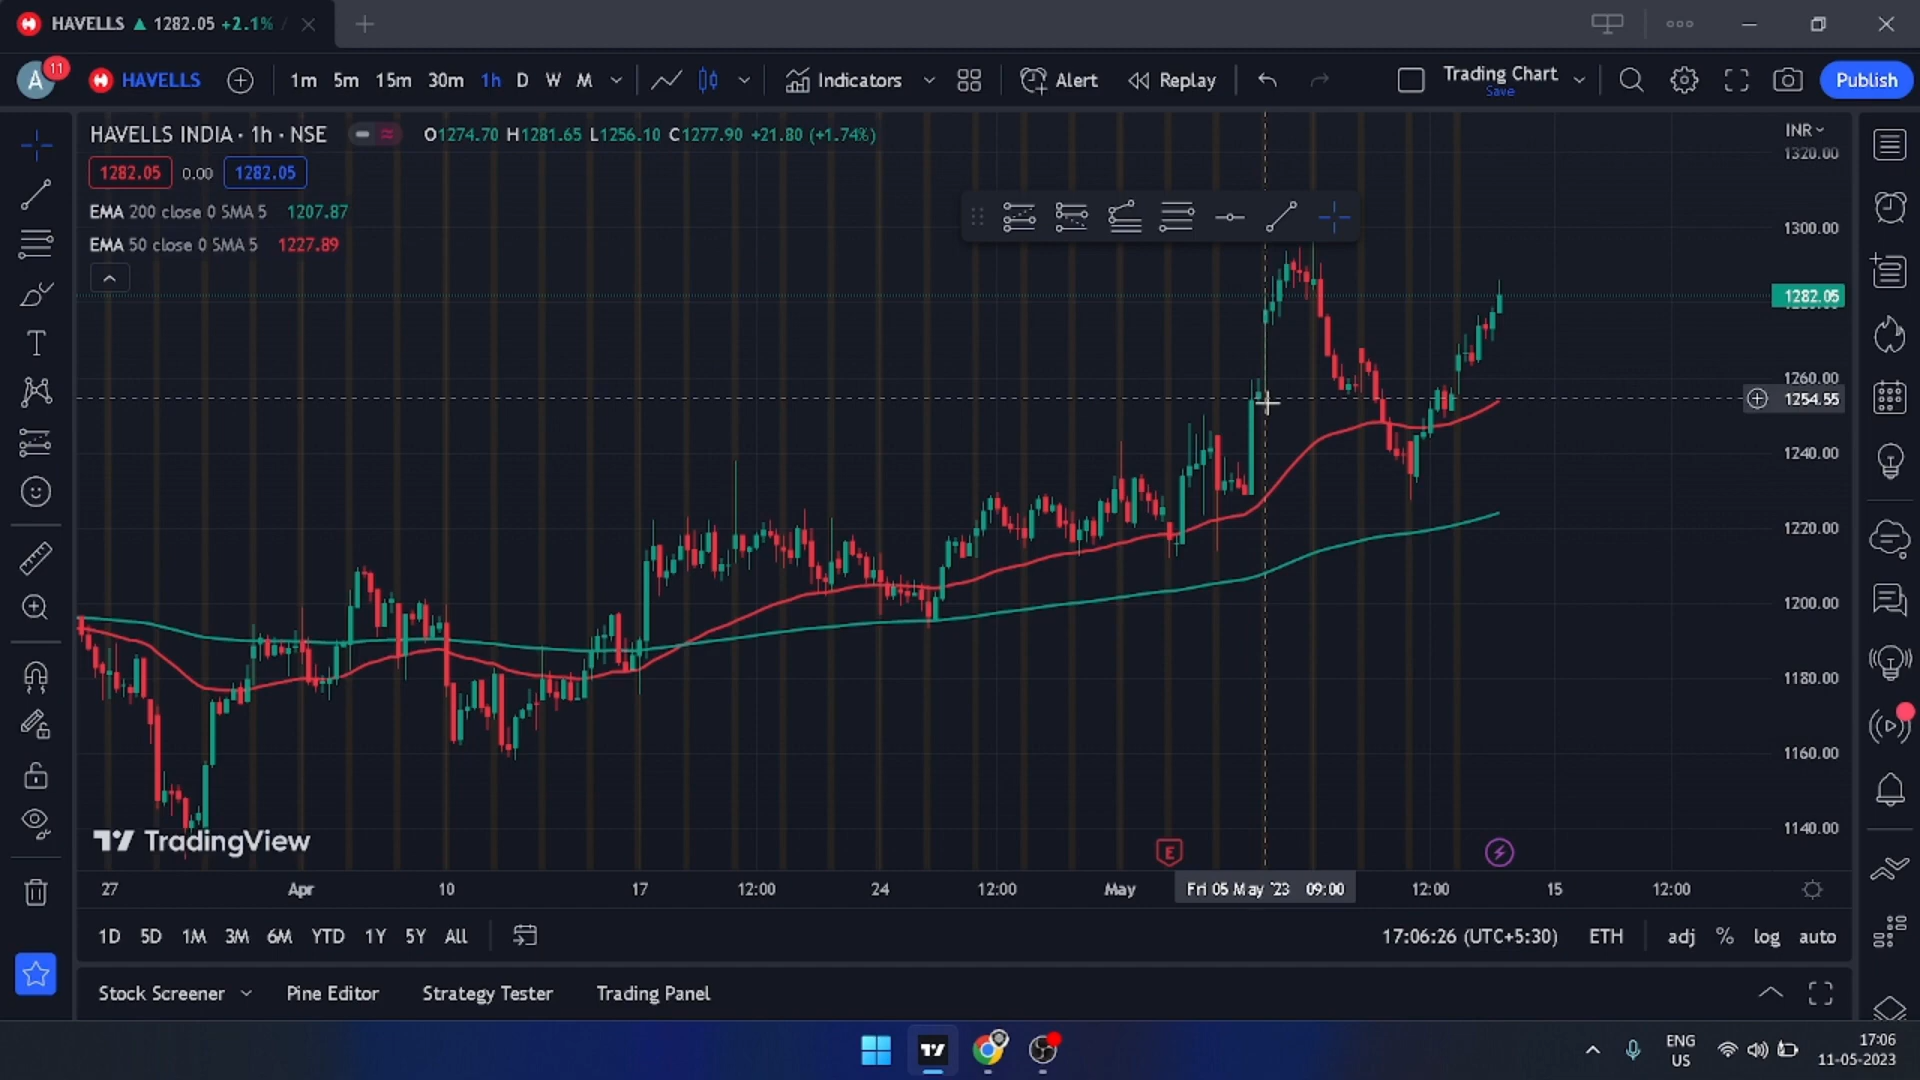 HAVELLS ▲ 1282.05 +2.1% /
A 11 HAVELLS 1m 5m 15m 30m 1h D W M Indicators Alert Replay Trading Chart Save Publish
HAVELLS INDIA · 1h · NSE O1274.70 H1281.65 L1256.10 C1277.90 +21.80 (+1.74%)
1282.05 0.00 1282.05
EMA 200 close 0 SMA 5 1207.87
EMA 50 close 0 SMA 5 1227.89
INR
1320.00
1300.00
1282.05
1260.00
1254.55
1240.00
1220.00
1200.00
1180.00
1160.00
1140.00
TradingView
E
27 Apr 10 17 12:00 24 12:00 May Fri 05 May '23 09:00 12:00 15 12:00
1D 5D 1M 3M 6M YTD 1Y 5Y All 17:06:26 (UTC+5:30) ETH adj % log auto
Stock Screener Pine Editor Strategy Tester Trading Panel
ENG
US
17:06
11-05-2023